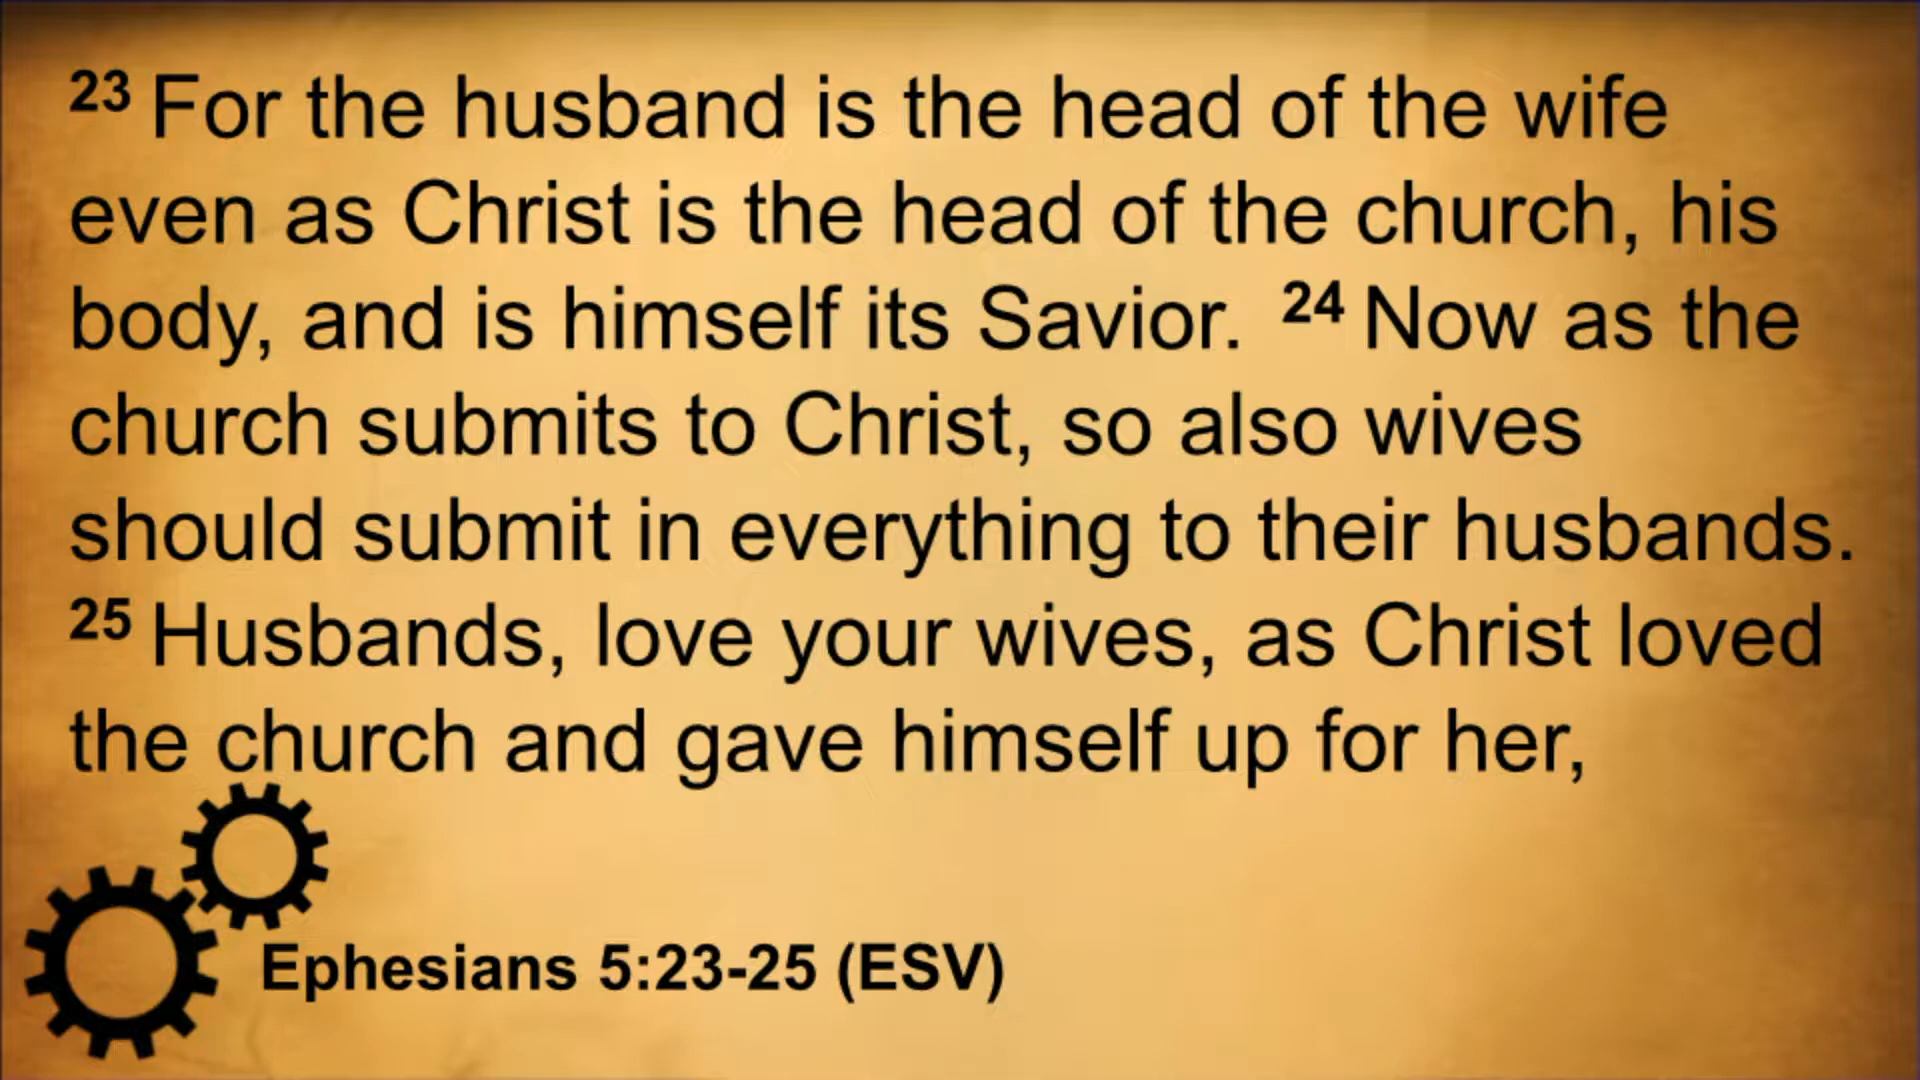 23 For the husband is the head of the wife
even as Christ is the head of the church, his
body, and is himself its Savior. 24 Now as the
church submits to Christ, so also wives
should submit in everything to their husbands.
25 Husbands, love your wives, as Christ loved
the church and gave himself up for her,
Ephesians 5:23-25 (ESV)